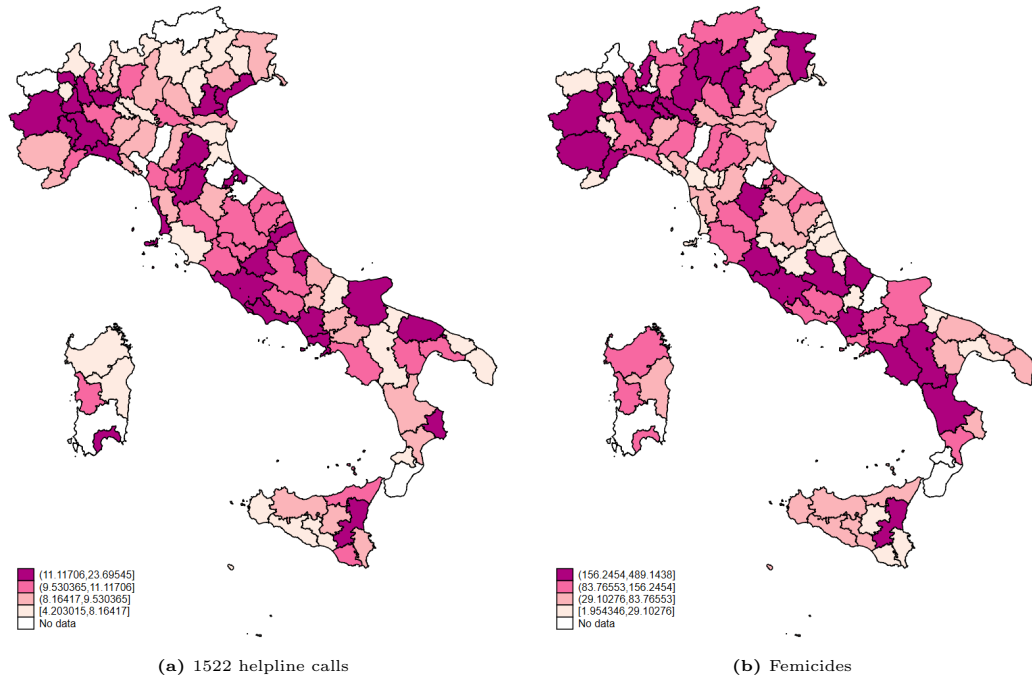 (11.11706,23.69545]
(9.530365,11.11706]
(8.16417,9.530365]
[4.203015,8.16417]
No data
(156.2454,489.1438]
(83.76553,156.2454]
(29.10276,83.76553]
[1.954346,29.10276]
No data
(a) 1522 helpline calls
(b) Femicides